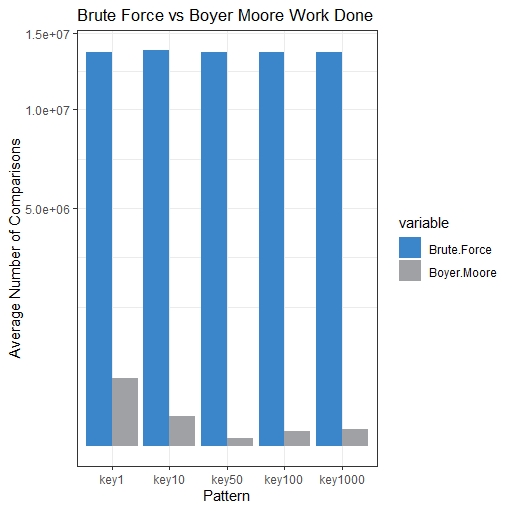 Brute Force vs Boyer Moore Work Done
1.5e+07
1.0e+07
5.0e+06
Average Number of Comparisons
key1 key10 key50 key100 key1000
Pattern
variable
Brute.Force
Boyer.Moore